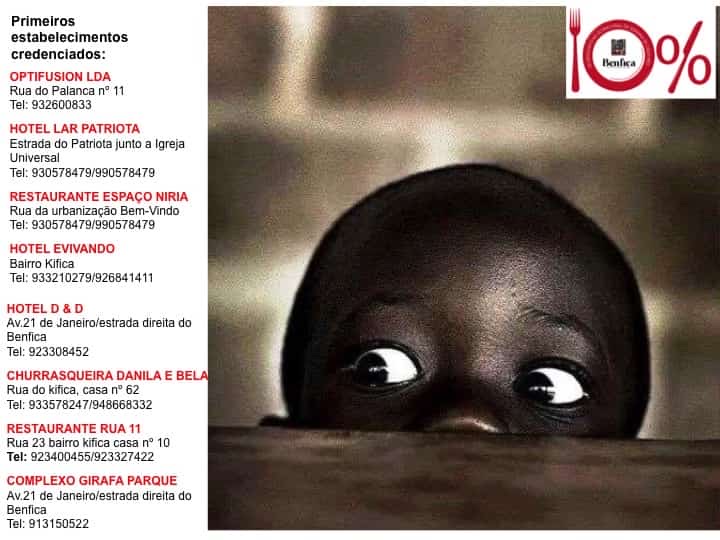 Primeiros
estabelecimentos
credenciados:
OPTIFUSION LDA
Rua do Palanca nº 11
Tel: 932600833
HOTEL LAR PATRIOTA
Estrada do Patriota junto a Igreja
Universal
Tel: 930578479/990578479
RESTAURANTE ESPAÇO NIRIA
Rua da urbanização Bem-Vindo
Tel: 930578479/990578479
HOTEL EVIVANDO
Bairro Kifica
Tel: 933210279/926841411
HOTEL D & D
Av.21 de Janeiro/estrada direita do
Benfica
Tel: 923308452
CHURRASQUEIRA DANILA E BELA
Rua do kifica, casa nº 62
Tel: 933578247/948668332
RESTAURANTE RUA 11
Rua 23 bairro kifica casa nº 10
Tel: 923400455/923327422
COMPLEXO GIRAFA PARQUE
Av.21 de Janeiro/estrada direita do
Benfica
Tel: 913150522
100%
Benfica